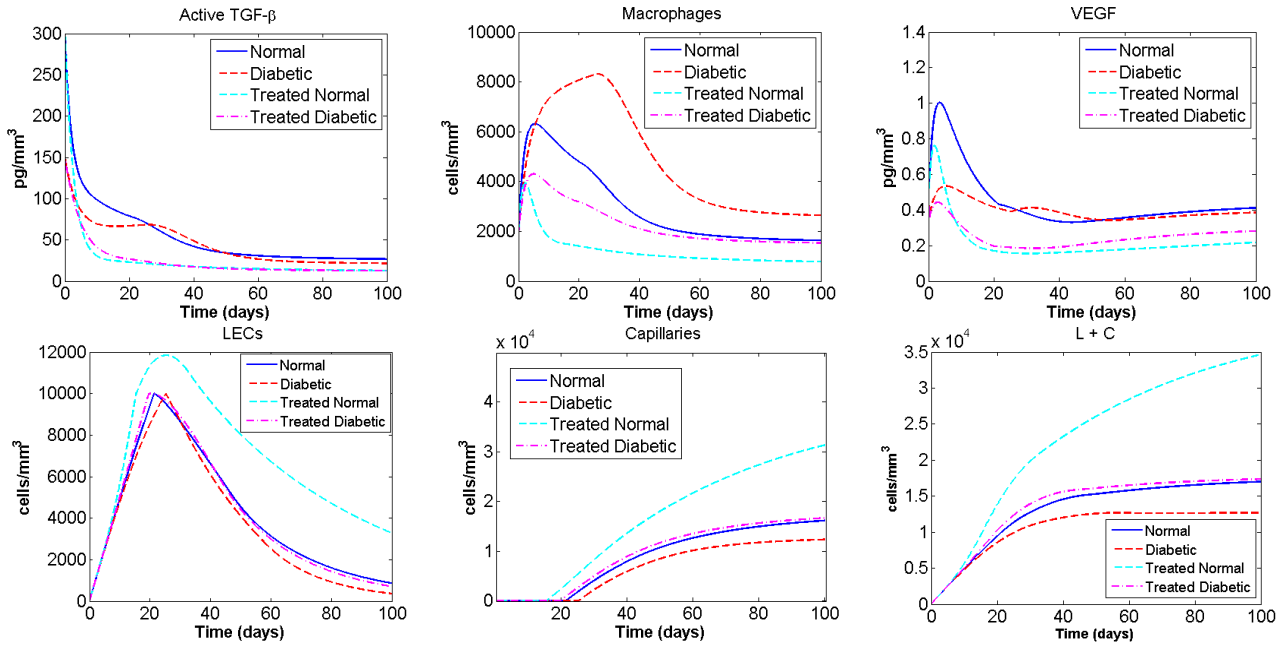 Active TGF-β
300
250
200
150
100
50
0
pg/mm³
0 20 40 60 80 100
Time (days)
Normal
Diabetic
Treated Normal
Treated Diabetic
Macrophages
10000
8000
6000
4000
2000
0
cells/mm³
0 20 40 60 80 100
Time (days)
Normal
Diabetic
Treated Normal
Treated Diabetic
VEGF
1.4
1.2
1
0.8
0.6
0.4
0.2
0
pg/mm³
0 20 40 60 80 100
Time (days)
Normal
Diabetic
Treated Normal
Treated Diabetic
LECs
12000
10000
8000
6000
4000
2000
0
cells/mm³
0 20 40 60 80 100
Time (days)
Normal
Diabetic
Treated Normal
Treated Diabetic
Capillaries
x 10⁴
4
3
2
1
0
cells/mm³
0 20 40 60 80 100
Time (days)
Normal
Diabetic
Treated Normal
Treated Diabetic
L + C
x 10⁴
3.5
3
2.5
2
1.5
1
0.5
0
cells/mm³
0 20 40 60 80 100
Time (days)
Normal
Diabetic
Treated Normal
Treated Diabetic